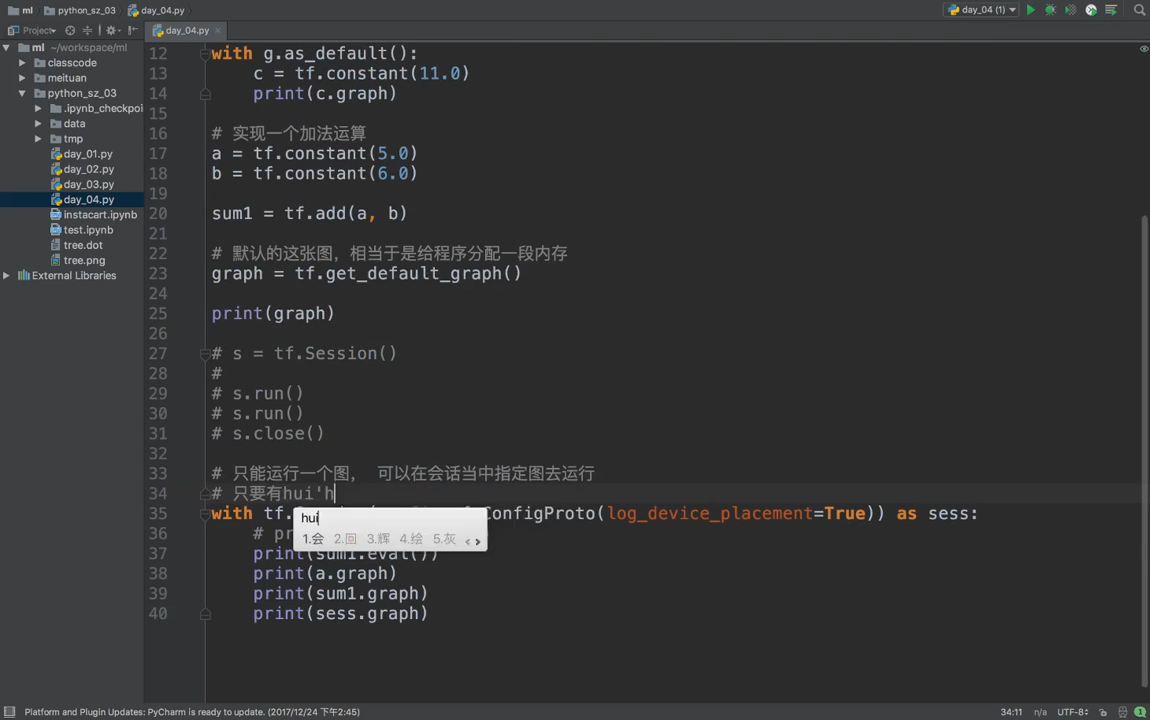 ml
python_sz_03
day_04.py
day_04 (1)
Project
day_04.py
ml ~/workspace/ml
classcode
meituan
python_sz_03
.ipynb_checkpoi
data
tmp
day_01.py
day_02.py
day_03.py
day_04.py
instacart.ipynb
test.ipynb
tree.dot
tree.png
External Libraries
12 with g.as_default():
13 c = tf.constant(11.0)
14 print(c.graph)
15
16 # 实现一个加法运算
17 a = tf.constant(5.0)
18 b = tf.constant(6.0)
19
20 sum1 = tf.add(a, b)
21
22 # 默认的这张图，相当于是给程序分配一段内存
23 graph = tf.get_default_graph()
24
25 print(graph)
26
27 # s = tf.Session()
28 #
29 # s.run()
30 # s.run()
31 # s.close()
32
33 # 只能运行一个图， 可以在会话当中指定图去运行
34 # 只要有hui'h
35 with tf. ConfigProto(log_device_placement=True)) as sess:
hui
1.会 2.回 3.辉 4.绘 5.灰
36 # pr
37 print(sum1.eval())
38 print(a.graph)
39 print(sum1.graph)
40 print(sess.graph)
Platform and Plugin Updates: PyCharm is ready to update. (2017/12/24 下午2:45)
34:11 n/a UTF-8 1